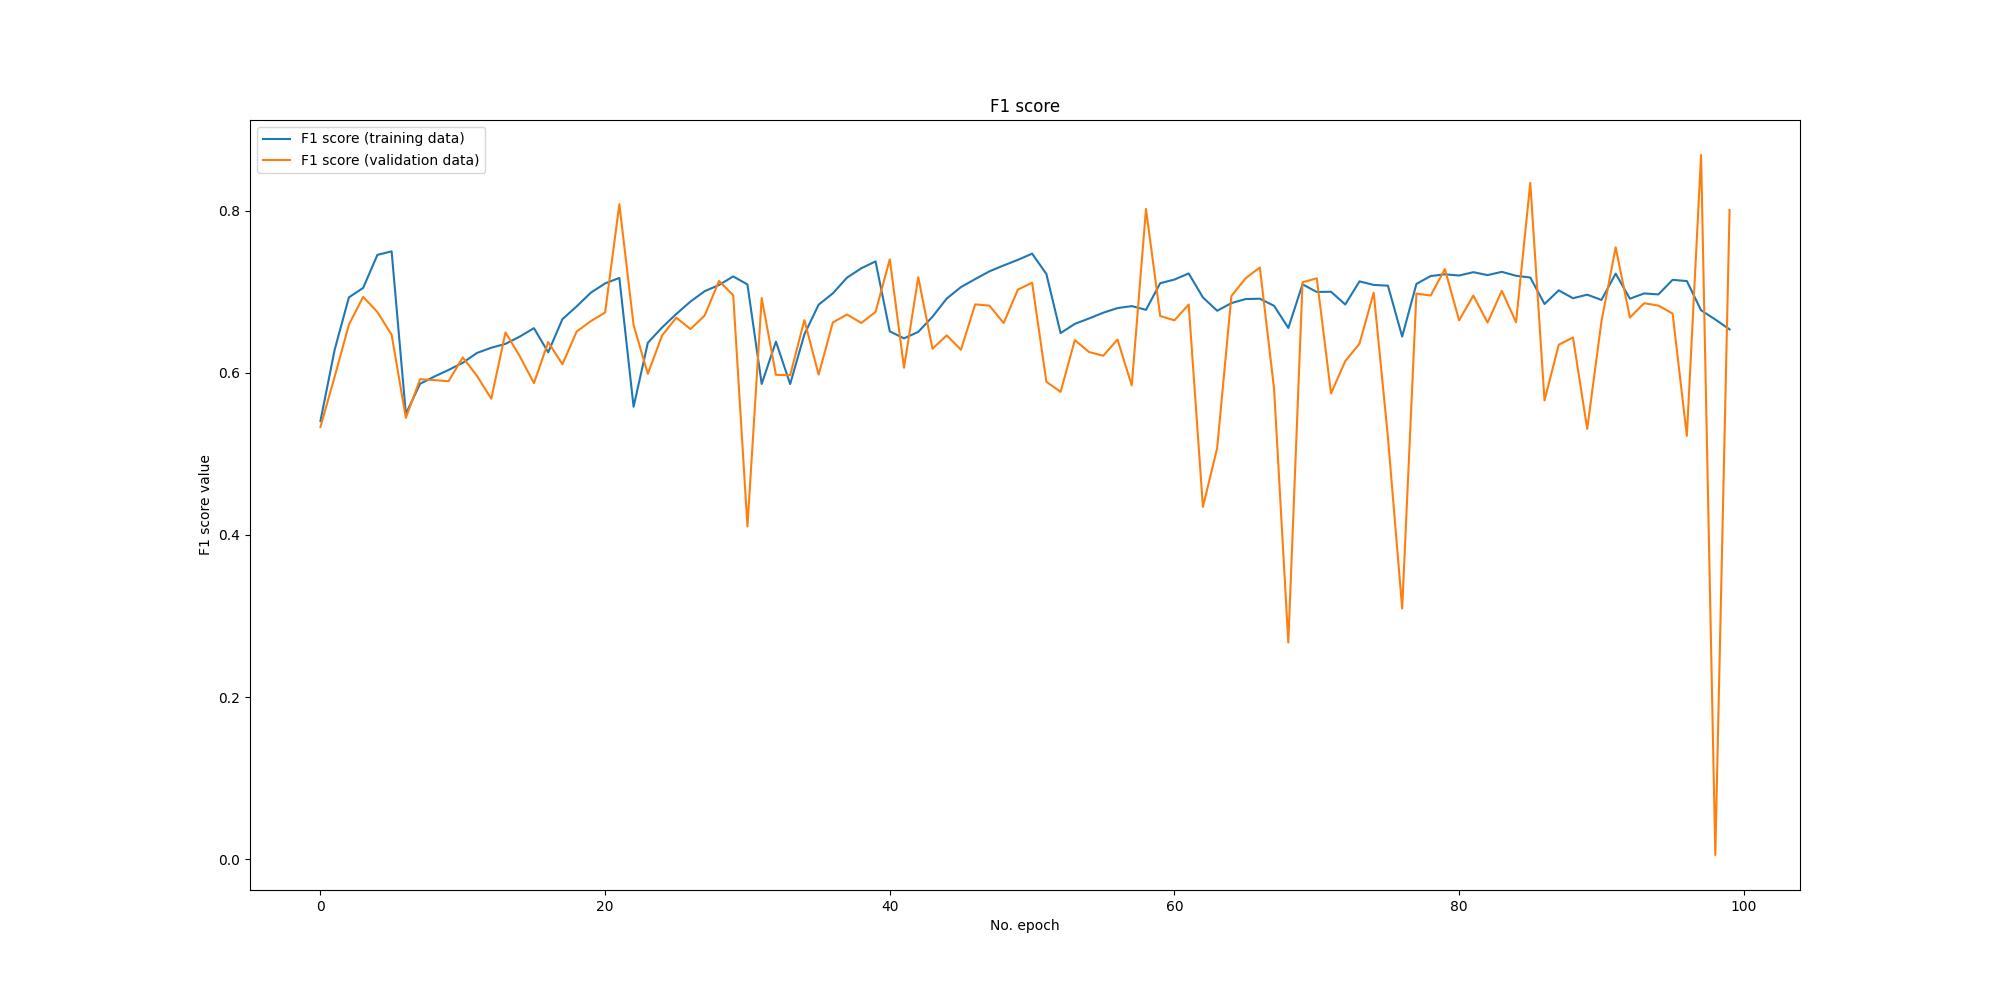 F1 score
F1 score (training data)
F1 score (validation data)
F1 score value
0.8
0.6
0.4
0.2
0.0
0 20 40 60 80 100
No. epoch